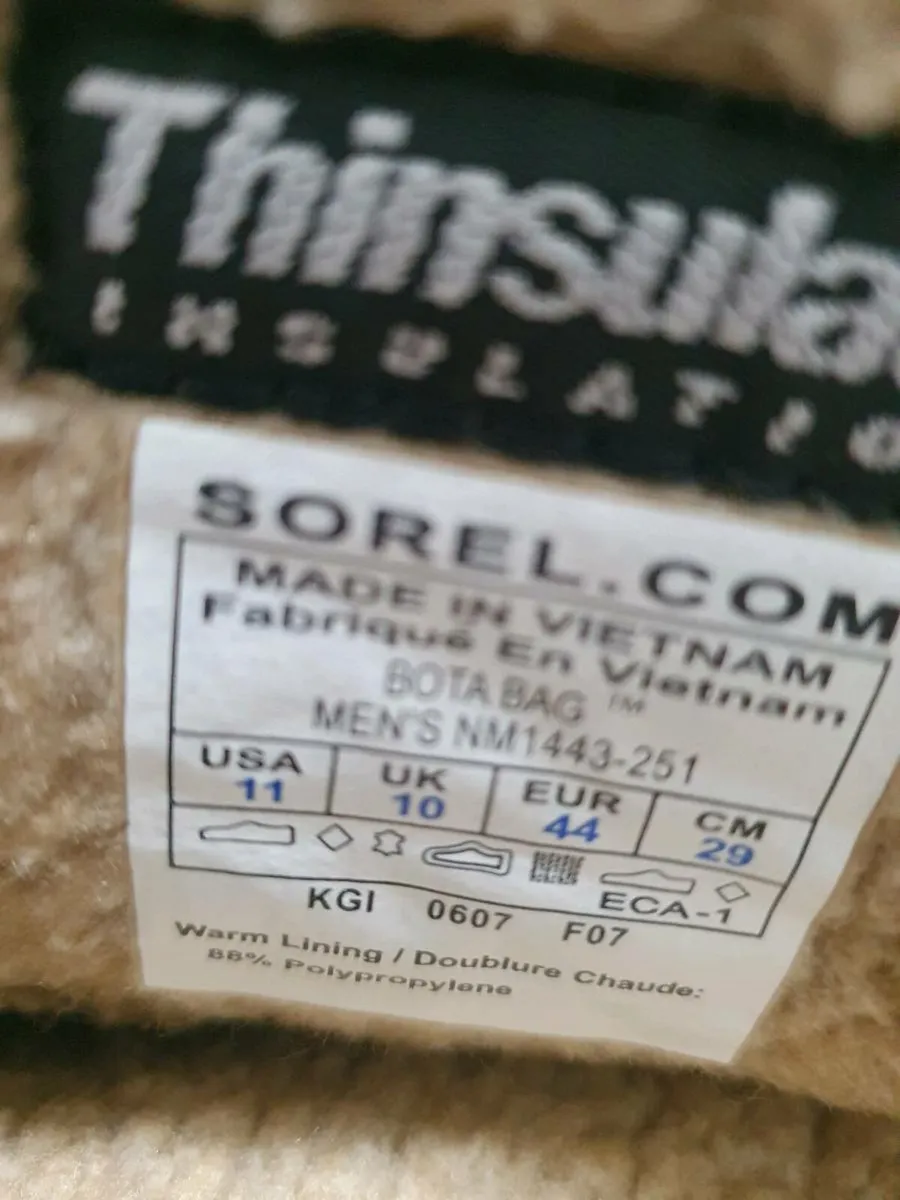 Thinsula
INSULATIO
SOREL.COM
MADE IN VIETNAM
Fabriqué En Vietnam
BOTA BAG ™
MEN'S NM1443-251
USA UK EUR CM
11 10 44 29
ECA-1
KGI 0607 F07
Warm Lining / Doublure Chaude:
88% Polypropylene